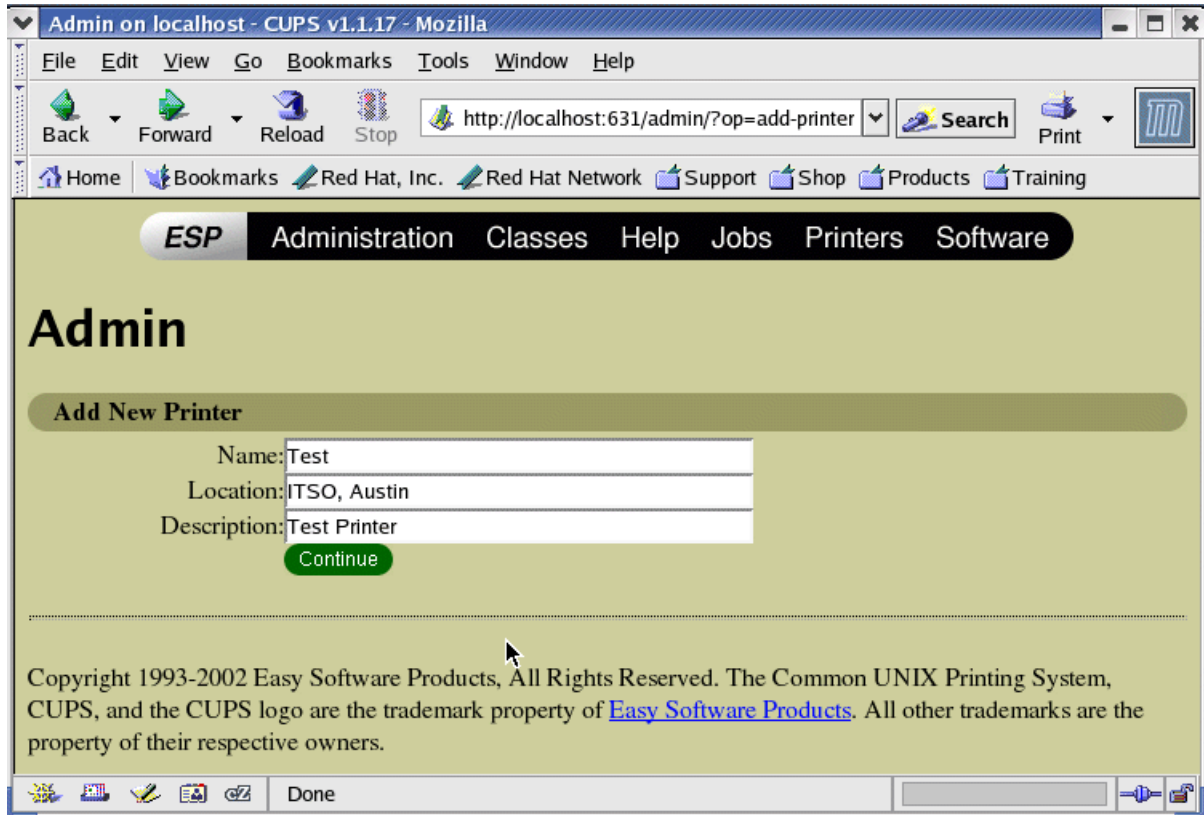 Admin on localhost - CUPS v1.1.17 - Mozilla
File Edit View Go Bookmarks Tools Window Help
Back Forward Reload Stop http://localhost:631/admin/?op=add-printer Search Print
Home Bookmarks Red Hat, Inc. Red Hat Network Support Shop Products Training
ESP Administration Classes Help Jobs Printers Software
Admin
Add New Printer
Name: Test
Location: ITSO, Austin
Description: Test Printer
Continue
Copyright 1993-2002 Easy Software Products, All Rights Reserved. The Common UNIX Printing System,
CUPS, and the CUPS logo are the trademark property of Easy Software Products. All other trademarks are the
property of their respective owners.
Done